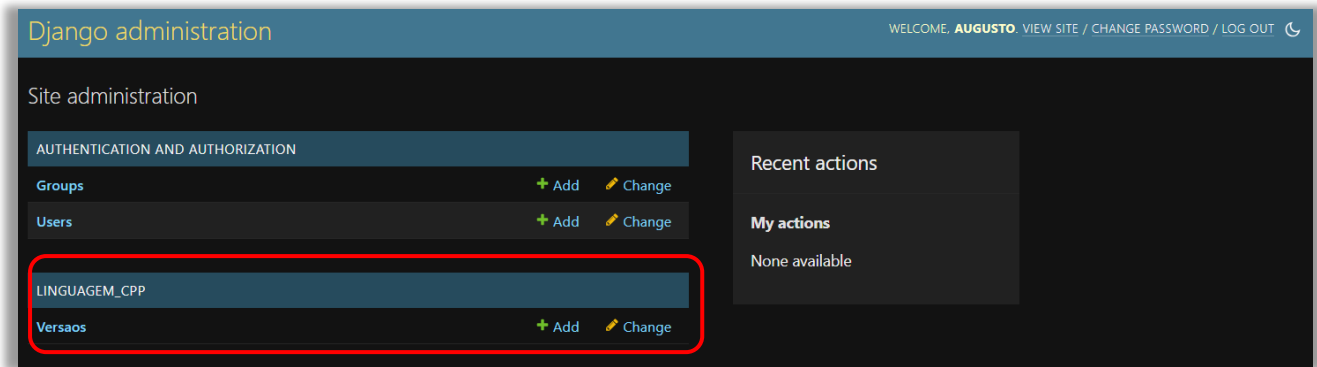 Django administration
WELCOME, AUGUSTO. VIEW SITE / CHANGE PASSWORD / LOG OUT
Site administration
AUTHENTICATION AND AUTHORIZATION
Groups Add Change
Users Add Change
LINGUAGEM_CPP
Versaos Add Change
Recent actions
My actions
None available